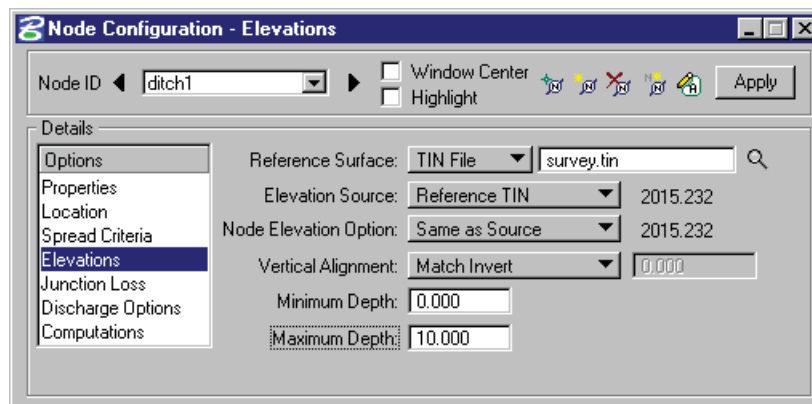 Node Configuration - Elevations
Node ID ditch1 Window Center Highlight Apply
Details
Options
Properties
Location
Spread Criteria
Elevations
Junction Loss
Discharge Options
Computations
Reference Surface: TIN File survey.tin
Elevation Source: Reference TIN 2015.232
Node Elevation Option: Same as Source 2015.232
Vertical Alignment: Match Invert 0.000
Minimum Depth: 0.000
Maximum Depth: 10.000